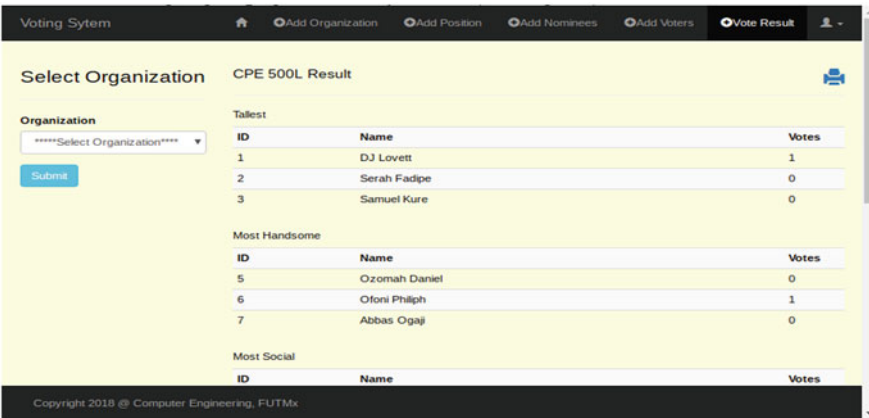 Voting Sytem
Add Organization
Add Position
Add Nominees
Add Voters
Vote Result
Select Organization
Organization
*****Select Organization****
Submit
CPE 500L Result
Tallest
ID Name Votes
1 DJ Lovett 1
2 Serah Fadipe 0
3 Samuel Kure 0
Most Handsome
ID Name Votes
5 Ozomah Daniel 0
6 Ofoni Philiph 1
7 Abbas Ogaji 0
Most Social
ID Name Votes
Copyright 2018 @ Computer Engineering, FUTMx